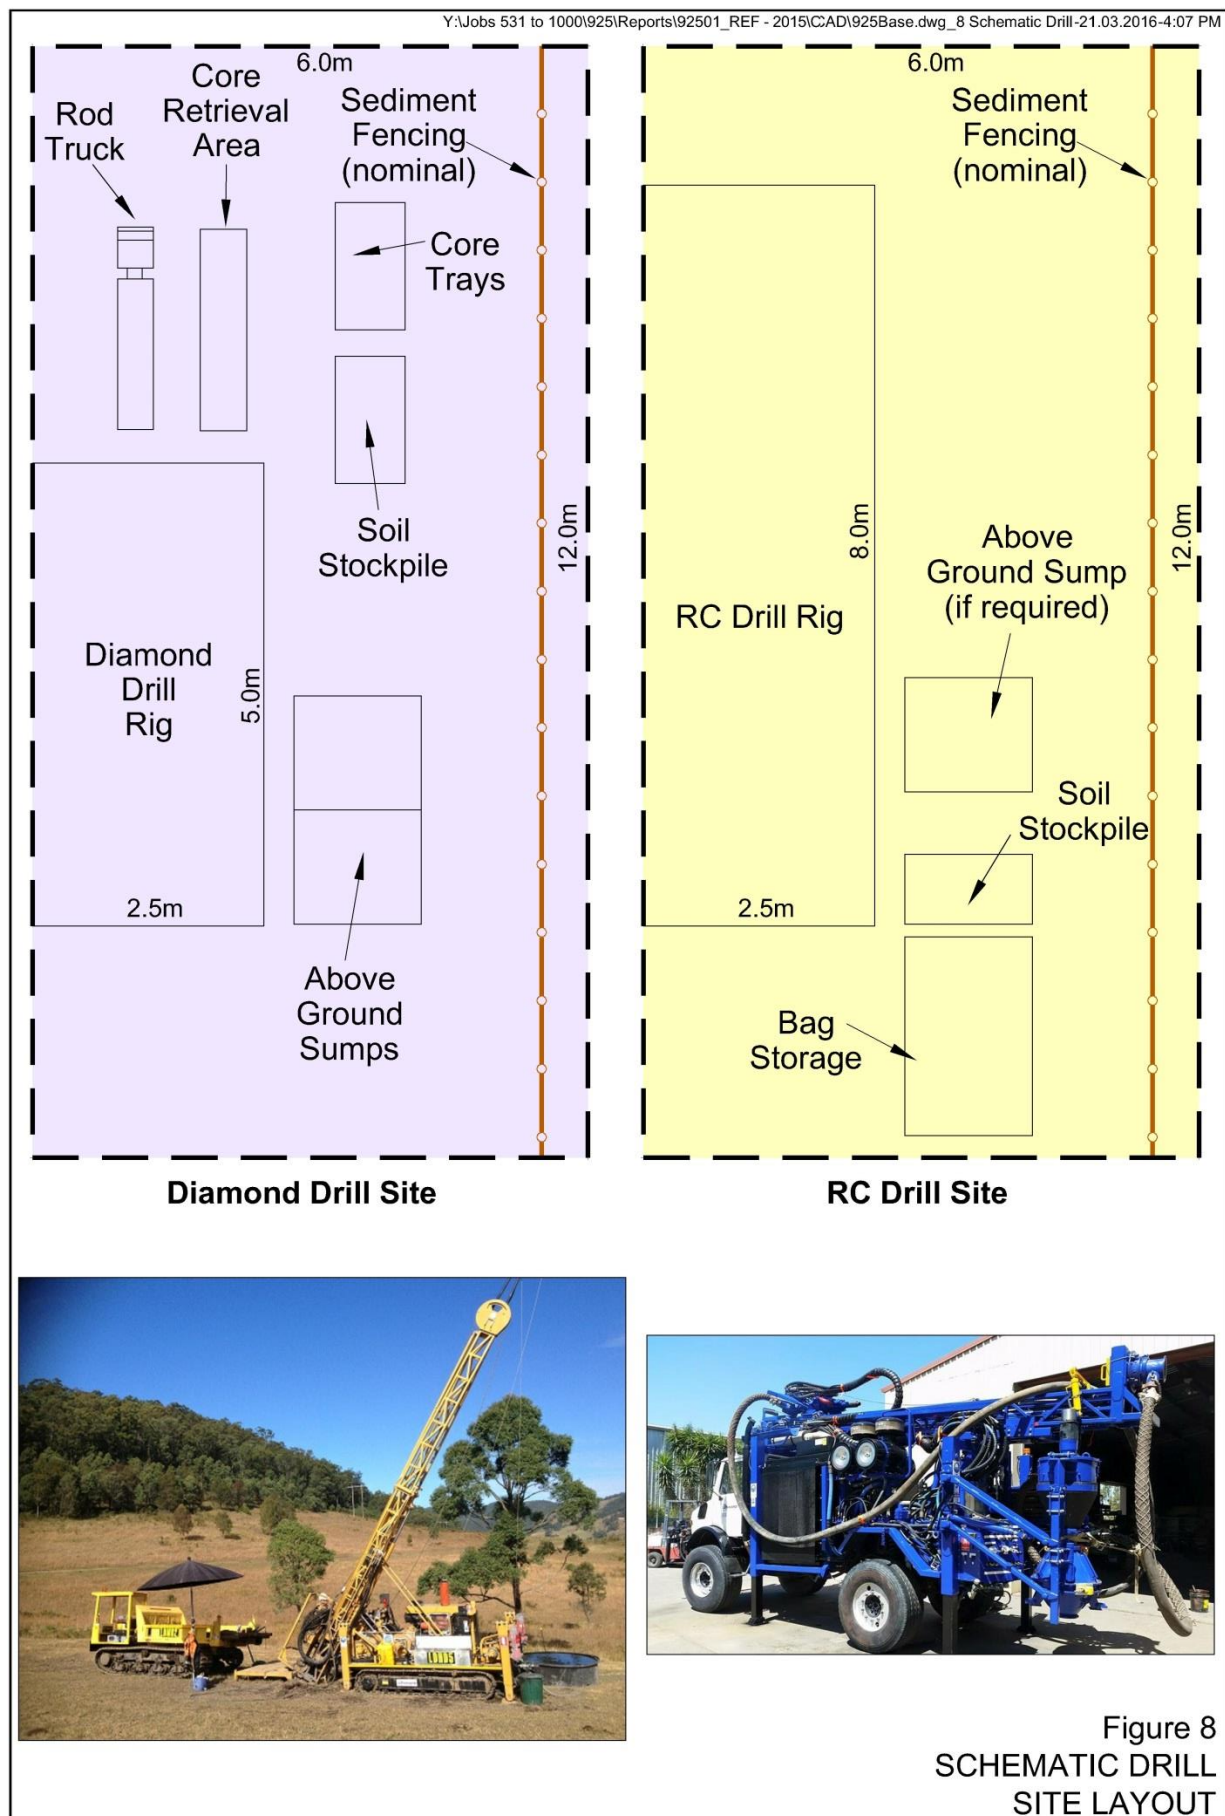 Y:\Jobs 531 to 1000\925\Reports\92501_REF - 2015\CAD\925Base.dwg_8 Schematic Drill-21.03.2016-4:07 PM
6.0m
Rod
Truck
Core
Retrieval
Area
Sediment
Fencing
(nominal)
Core
Trays
Soil
Stockpile
12.0m
Diamond
Drill
Rig
5.0m
2.5m
Above
Ground
Sumps
Diamond Drill Site
6.0m
Sediment
Fencing
(nominal)
8.0m
12.0m
RC Drill Rig
Above
Ground Sump
(if required)
Soil
Stockpile
2.5m
Bag
Storage
RC Drill Site
Figure 8
SCHEMATIC DRILL
SITE LAYOUT